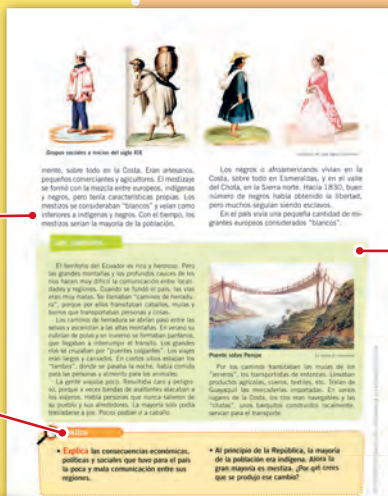 Grupos sociales a inicios del siglo XIX
mente, sobre todo en la Costa. Eran artesanos,
pequeños comerciantes y agricultores. El mestizaje
se formó con la mezcla entre europeos, indígenas
y negros, pero tenía características propias. Los
mestizos se consideraban "blancos" y veían como
inferiores a indígenas y negros. Con el tiempo, los
mestizos serían la mayoría de la población.
Los negros o afroamericanos vivían en la
Costa, sobre todo en Esmeraldas, y en el valle
del Chota, en la Sierra norte. Hacia 1830, buen
número de negros había obtenido la libertad,
pero muchos seguían siendo esclavos.
En el país vivía una pequeña cantidad de mi-
grantes europeos considerados "blancos".
Los caminos
El territorio del Ecuador es rico y hermoso. Pero
las grandes montañas y los profundos cauces de los
ríos hacen muy difícil la comunicación entre locali-
dades y regiones. Cuando se fundó el país, las vías
eran muy malas. Se llamaban "caminos de herradu-
ra", porque por ellos transitaban caballos, mulas y
burros que transportaban personas y cosas.
Los caminos de herradura se abrían paso entre las
selvas y ascendían a las altas montañas. En verano su
nubes de polvo y en invierno se formaban pantanos,
que llegaban a interrumpir el tránsito. Los grandes
ríos se cruzaban por "puentes colgantes". Los viajes
eran largos y cansados. En ciertos sitios estaban los
"tambos", donde se pasaba la noche, había comida
para las personas y alimento para los animales.
La gente viajaba poco. Resultaba caro y peligro-
so, porque a veces bandas de asaltantes atacaban a
los viajeros. Había personas que nunca salieron de
su pueblo y sus alrededores. La mayoría solo podía
trasladarse a pie. Pocos podían ir a caballo.
Puente sobre Penipe
Por los caminos transitaban las mulas de los
"arrieros", los transportistas de entonces. Llevaban
productos agrícolas, cueros, textiles, etc. Traían de
Guayaquil las mercaderías importadas. En varios
lugares de la Costa, los ríos eran navegables y las
"chatas", unos barquitos construidos localmente,
servían para el transporte.
• Explica las consecuencias económicas,
políticas y sociales que tuvo para el país
la poca y mala comunicación entre sus
regiones.
• Al principio de la República, la mayoría
de la población era indígena. Ahora la
gran mayoría es mestiza. ¿Por qué crees
que se produjo ese cambio?